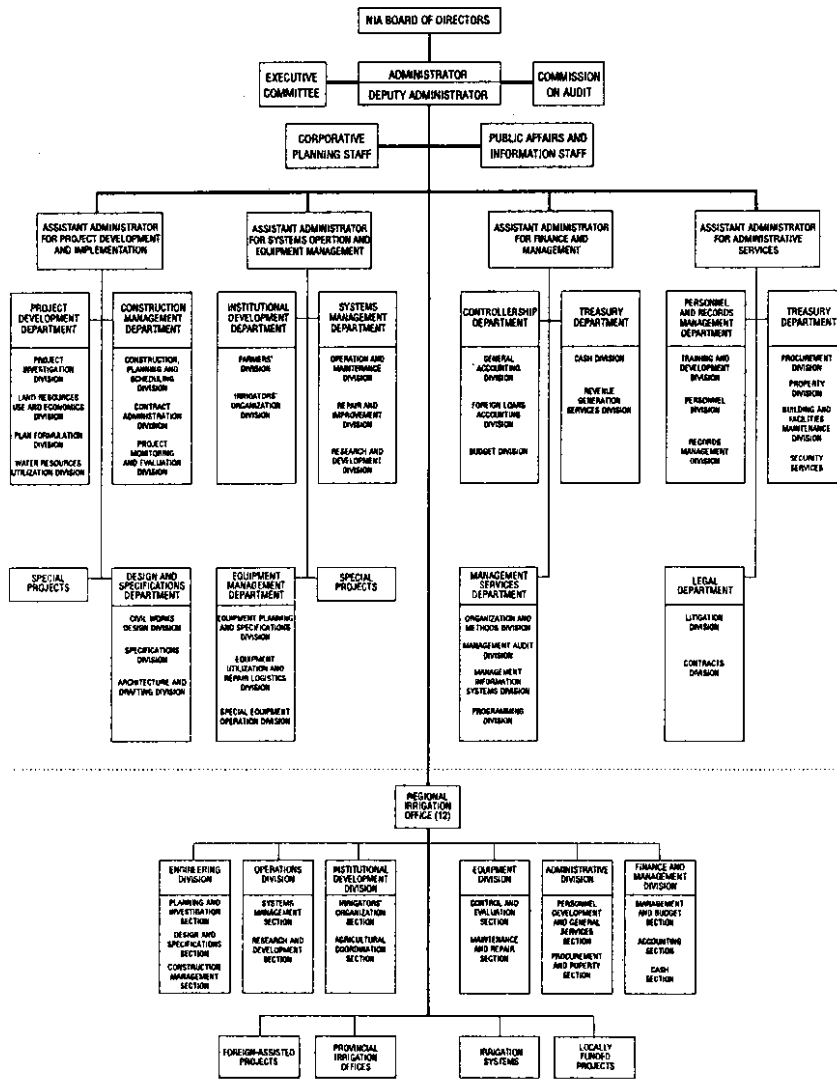 NIA BOARD OF DIRECTORS
EXECUTIVE
COMMITTEE
ADMINISTRATOR
DEPUTY ADMINISTRATOR
COMMISSION
ON AUDIT
CORPORATIVE
PLANNING STAFF
PUBLIC AFFAIRS AND
INFORMATION STAFF
ASSISTANT ADMINISTRATOR
FOR PROJECT DEVELOPMENT
AND IMPLEMENTATION
ASSISTANT ADMINISTRATOR
FOR SYSTEMS OPERTION AND
EQUIPMENT MANAGEMENT
ASSISTANT ADMINISTRATOR
FOR FINANCE AND
MANAGEMENT
ASSISTANT ADMINISTRATOR
FOR ADMINISTRATIVE
SERVICES
PROJECT
DEVELOPMENT
DEPARTMENT
PROJECT
INVESTIGATION
DIVISION
LAND RESOURCES
USE AND ECONOMICS
DIVISION
PLAN FORMULATION
DIVISION
WATER RESOURCES
UTILIZATION DIVISION
CONSTRUCTION
MANAGEMENT
DEPARTMENT
CONSTRUCTION,
PLANNING AND
SCHEDULING
DIVISION
CONTRACT
ADMINISTRATION
DIVISION
PROJECT
MONITORING
AND EVALUATION
DIVISION
INSTITUTIONAL
DEVELOPMENT
DEPARTMENT
FARMERS'
DIVISION
IRRIGATORS'
ORGANIZATION
DIVISION
SYSTEMS
MANAGEMENT
DEPARTMENT
OPERATION AND
MAINTENANCE
DIVISION
REPAIR AND
IMPROVEMENT
DIVISION
RESEARCH AND
DEVELOPMENT DIVISION
CONTROLLERSHIP
DEPARTMENT
GENERAL
ACCOUNTING
DIVISION
FOREIGN LOANS
ACCOUNTING
DIVISION
BUDGET DIVISION
TREASURY
DEPARTMENT
CASH DIVISION
REVENUE
GENERATION
SERVICES DIVISION
PERSONNEL
AND RECORDS
MANAGEMENT
DEPARTMENT
TRAINING AND
DEVELOPMENT
DIVISION
PERSONNEL
DIVISION
RECORDS
MANAGEMENT
DIVISION
TREASURY
DEPARTMENT
PROCUREMENT
DIVISION
PROPERTY
DIVISION
BUILDING AND
FACILITIES
MAINTENANCE
DIVISION
SECURITY
SERVICES
SPECIAL
PROJECTS
DESIGN AND
SPECIFICATIONS
DEPARTMENT
CIVIL WORKS
DESIGN DIVISION
SPECIFICATIONS
DIVISION
ARCHITECTURE AND
DRAFTING DIVISION
EQUIPMENT
MANAGEMENT
DEPARTMENT
EQUIPMENT PLANNING
AND SPECIFICATIONS
DIVISION
EQUIPMENT
UTILIZATION AND
REPAIR LOGISTICS
DIVISION
SPECIAL EQUIPMENT
OPERATION DIVISION
SPECIAL
PROJECTS
MANAGEMENT
SERVICES
DEPARTMENT
ORGANIZATION AND
METHODS DIVISION
MANAGEMENT AUDIT
DIVISION
MANAGEMENT
INFORMATION
SYSTEMS DIVISION
PROGRAMMING
DIVISION
LEGAL
DEPARTMENT
LITIGATION
DIVISION
CONTRACTS
DIVISION
REGIONAL
IRRIGATION
OFFICE (12)
ENGINEERING
DIVISION
PLANNING AND
INVESTIGATION
SECTION
DESIGN AND
SPECIFICATIONS
SECTION
CONSTRUCTION
MANAGEMENT
SECTION
OPERATIONS
DIVISION
SYSTEMS
MANAGEMENT
SECTION
RESEARCH AND
DEVELOPMENT
SECTION
INSTITUTIONAL
DEVELOPMENT
DIVISION
IRRIGATORS'
ORGANIZATION
SECTION
AGRICULTURAL
COORDINATION
SECTION
EQUIPMENT
DIVISION
CONTROL AND
EVALUATION
SECTION
MAINTENANCE
AND REPAIR
SECTION
ADMINISTRATIVE
DIVISION
PERSONNEL
DEVELOPMENT
AND GENERAL
SERVICES
SECTION
PROCUREMENT
AND POPERTY
SECTION
FINANCE AND
MANAGEMENT
DIVISION
MANAGEMENT
AND BUDGET
SECTION
ACCOUNTING
SECTION
CASH
SECTION
FOREIGN-ASSISTED
PROJECTS
PROVINCIAL
IRRIGATION
OFFICES
IRRIGATION
SYSTEMS
LOCALLY
FUNDED
PROJECTS